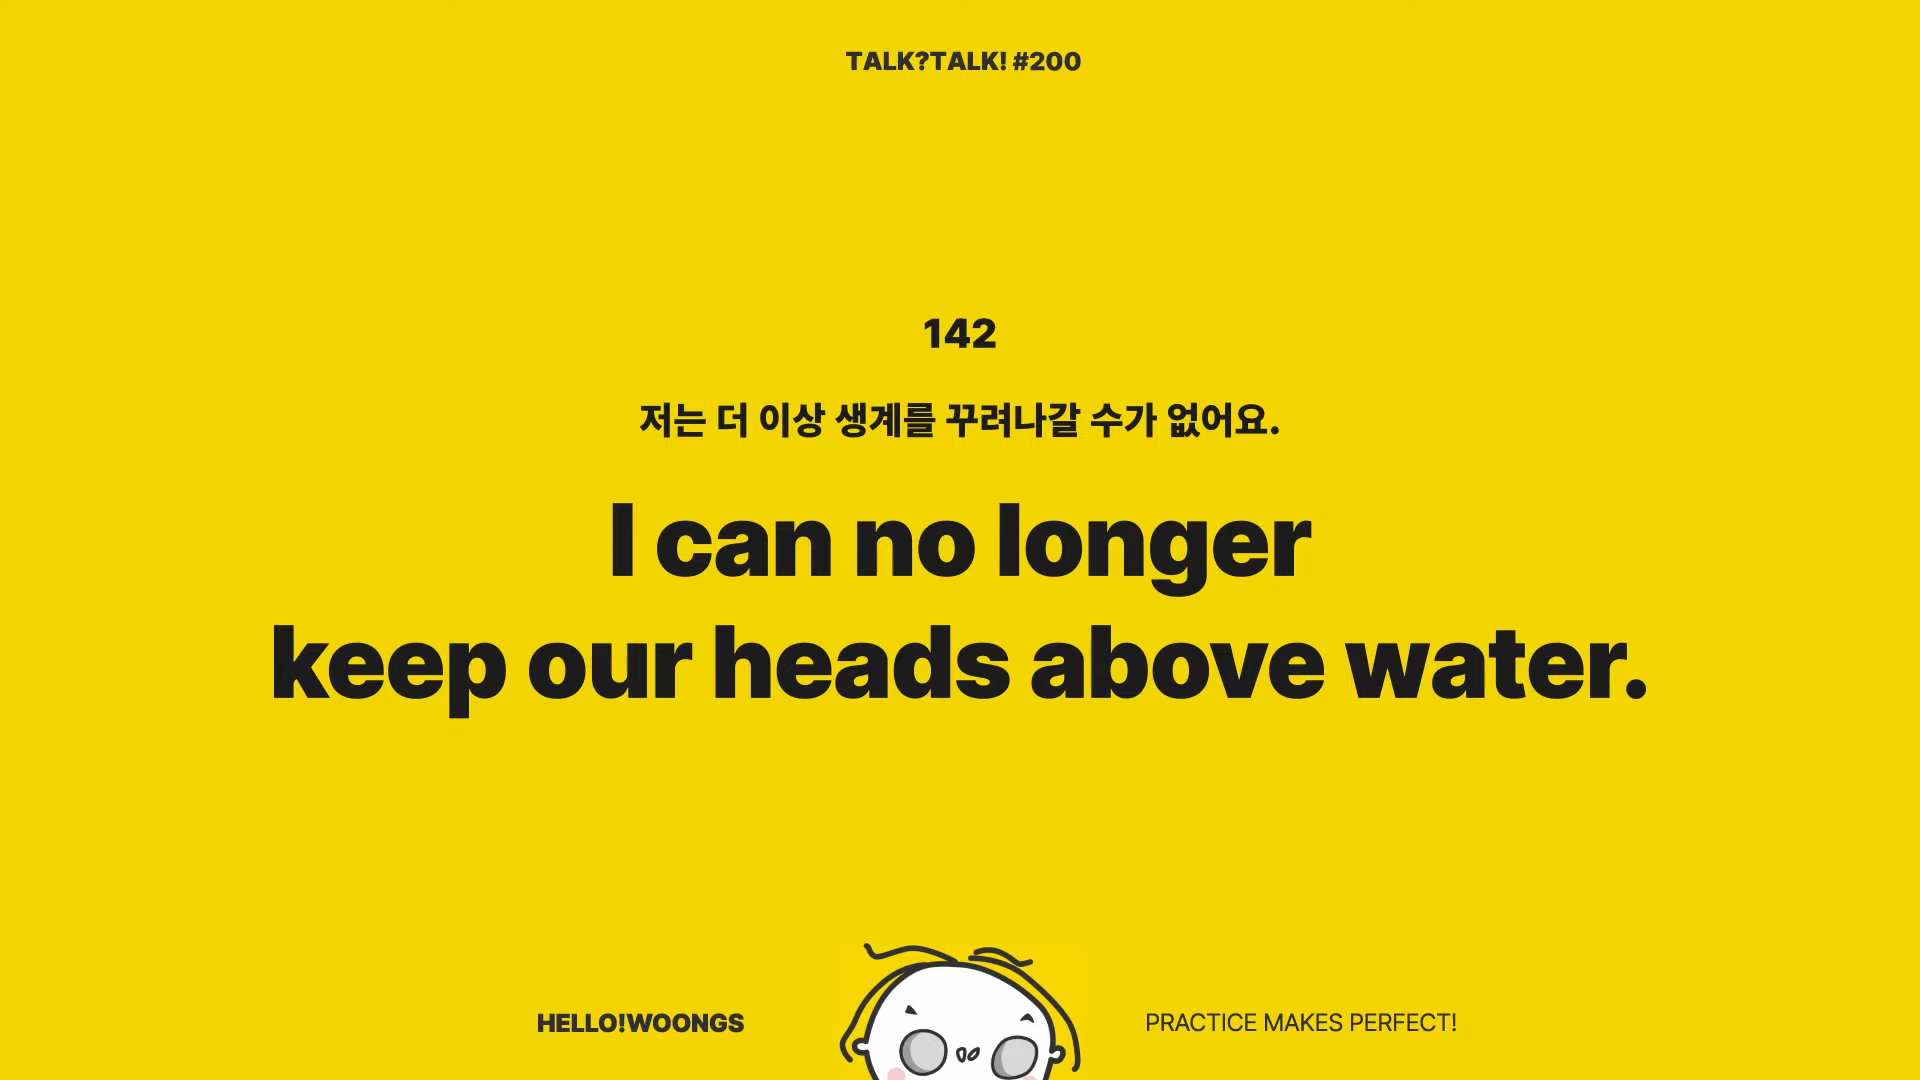 TALK?TALK! #200
142
저는 더 이상 생계를 꾸려나갈 수가 없어요.
I can no longer
keep our heads above water.
HELLO!WOONGS
PRACTICE MAKES PERFECT!